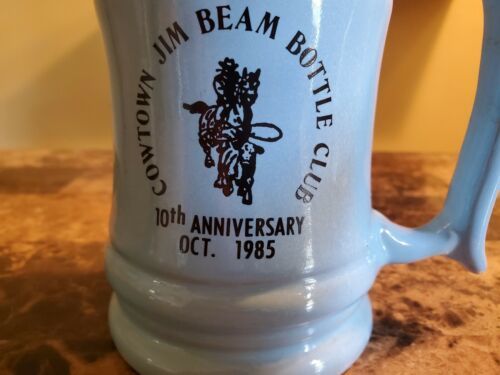 COWTOWN JIM BEAM BOTTLE CLUB
10th ANNIVERSARY
OCT. 1985